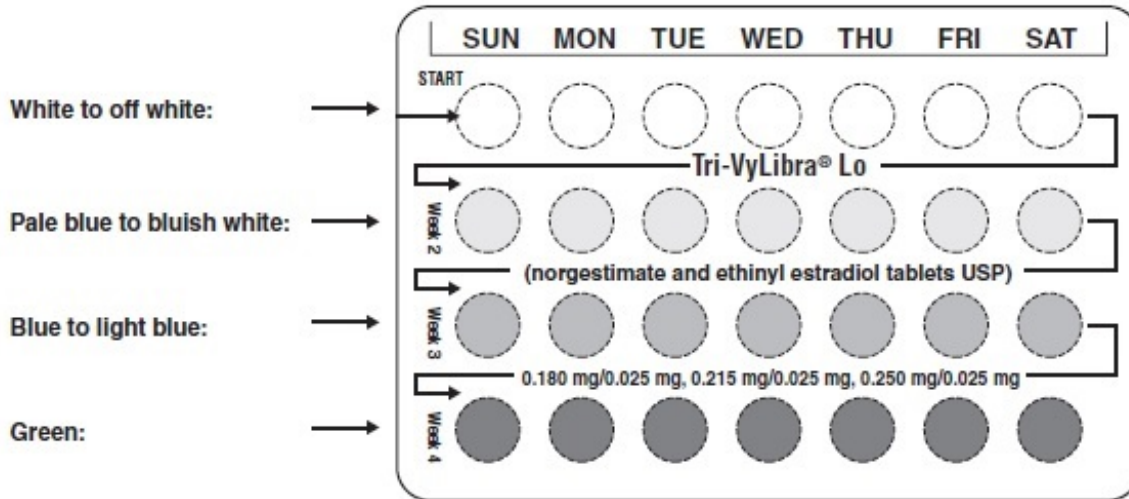 SUN MON TUE WED THU FRI SAT
START
White to off white:
Tri-VyLibra® Lo
Pale blue to bluish white:
Week 2
(norgestimate and ethinyl estradiol tablets USP)
Blue to light blue:
Week 3
0.180 mg/0.025 mg, 0.215 mg/0.025 mg, 0.250 mg/0.025 mg
Green:
Week 4